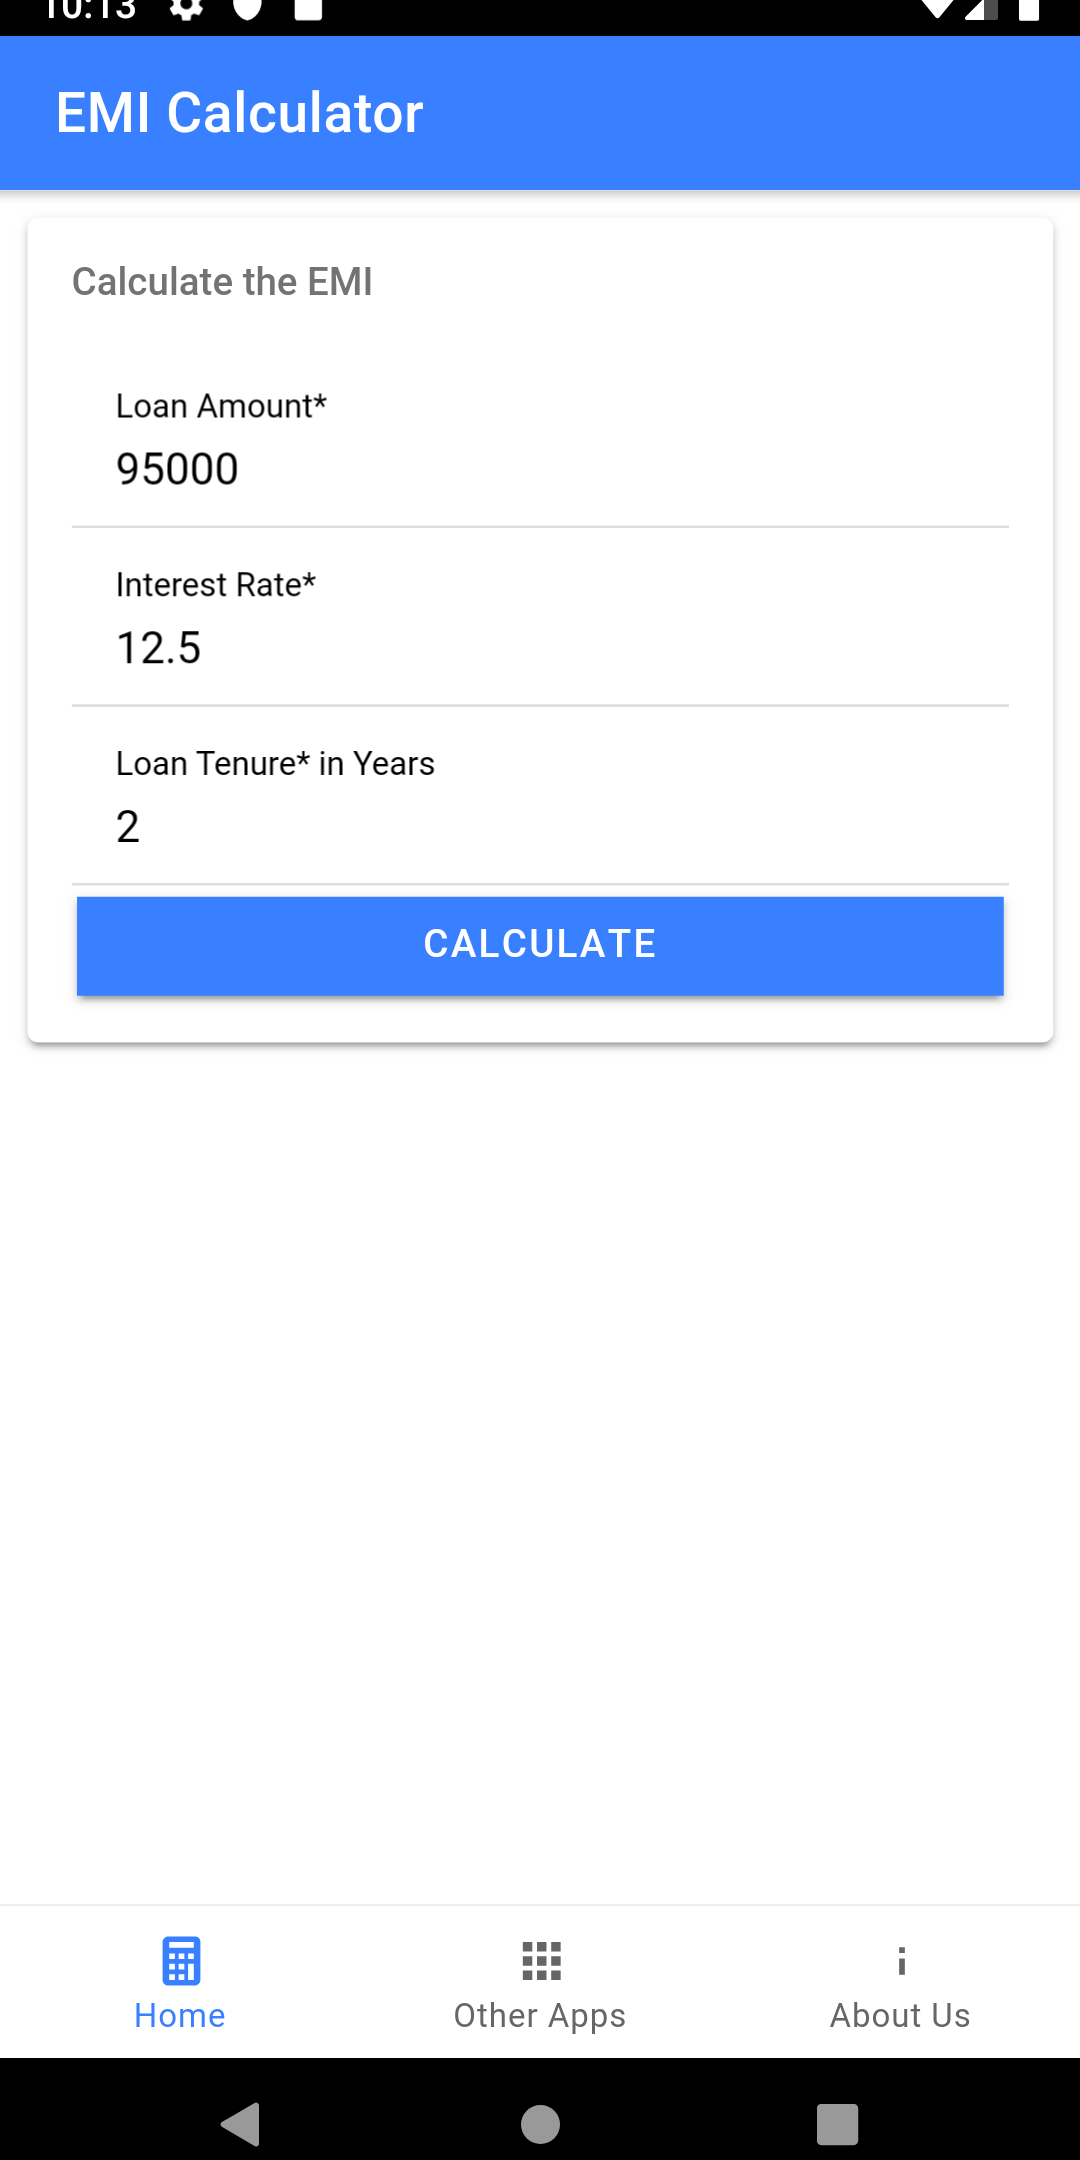 10:13
EMI Calculator
Calculate the EMI
Loan Amount*
95000
Interest Rate*
12.5
Loan Tenure* in Years
2
CALCULATE
Home
Other Apps
About Us